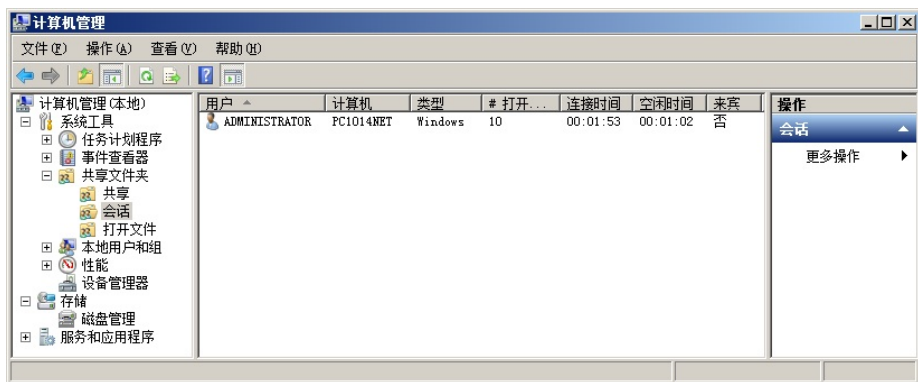 计算机管理
文件(F) 操作(A) 查看(V) 帮助(H)
计算机管理(本地)
系统工具
任务计划程序
事件查看器
共享文件夹
共享
会话
打开文件
本地用户和组
性能
设备管理器
存储
磁盘管理
服务和应用程序
用户 计算机 类型 # 打开... 连接时间 空闲时间 来宾
ADMINISTRATOR PC1014NET Windows 10 00:01:53 00:01:02 否
操作
会话
更多操作